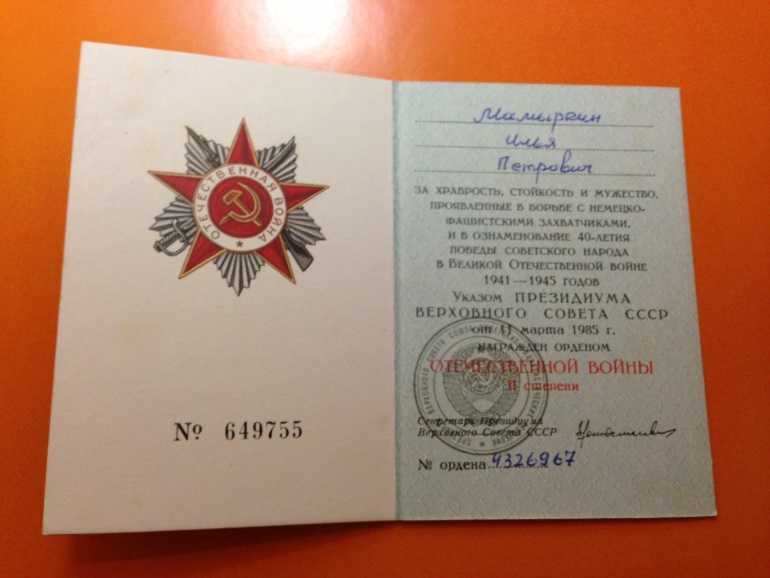 ОТЕЧЕСТВЕННАЯ ВОЙНА
№ 649755
Мамыркин
Илья
Петрович
ЗА ХРАБРОСТЬ, СТОЙКОСТЬ И МУЖЕСТВО,
ПРОЯВЛЕННЫЕ В БОРЬБЕ С НЕМЕЦКО-
ФАШИСТСКИМИ ЗАХВАТЧИКАМИ,
И В ОЗНАМЕНОВАНИЕ 40-ЛЕТИЯ
ПОБЕДЫ СОВЕТСКОГО НАРОДА
В ВЕЛИКОЙ ОТЕЧЕСТВЕННОЙ ВОЙНЕ
1941—1945 ГОДОВ
УКАЗОМ ПРЕЗИДИУМА
ВЕРХОВНОГО СОВЕТА СССР
от 11 марта 1985 г.
НАГРАЖДЕН ОРДЕНОМ
ОТЕЧЕСТВЕННОЙ ВОЙНЫ
II степени
Секретарь Президиума
Верховного Совета СССР
№ ордена 4326967